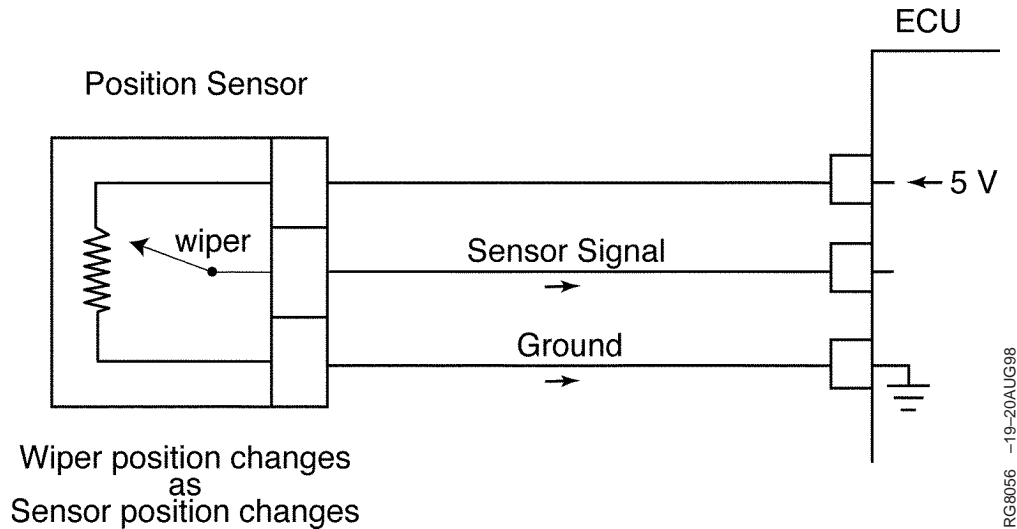 ECU
Position Sensor
5 V
wiper
Sensor Signal
Ground
Wiper position changes
as
Sensor position changes
RG8056 –19–20AUG98